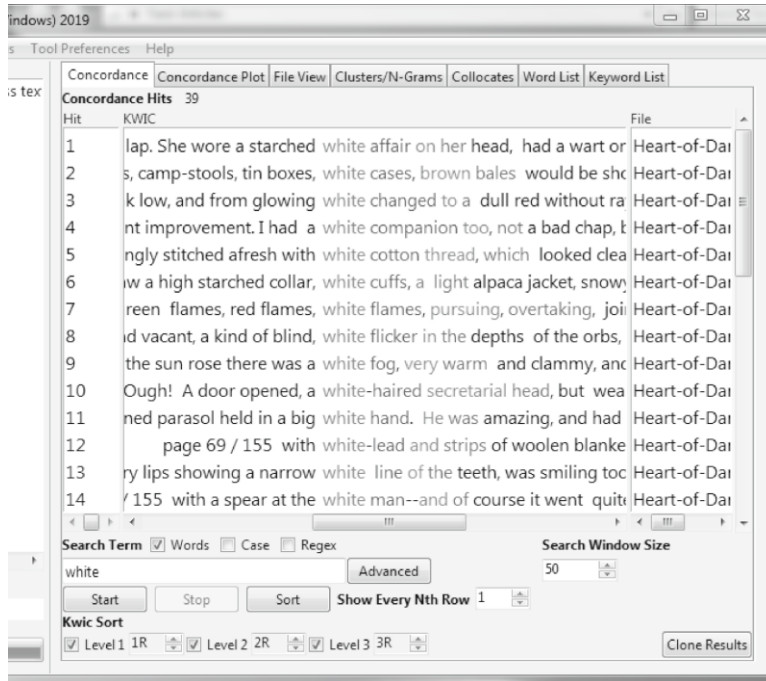 indows) 2019
s Tool Preferences Help
ss tex
Concordance Concordance Plot File View Clusters/N-Grams Collocates Word List Keyword List
Concordance Hits 39
Hit KWIC File
1 lap. She wore a starched white affair on her head, had a wart or Heart-of-Dar
2 s, camp-stools, tin boxes, white cases, brown bales would be sho Heart-of-Dar
3 k low, and from glowing white changed to a dull red without ra Heart-of-Dar
4 nt improvement. I had a white companion too, not a bad chap, b Heart-of-Dar
5 ngly stitched afresh with white cotton thread, which looked clea Heart-of-Dar
6 aw a high starched collar, white cuffs, a light alpaca jacket, snowy Heart-of-Dar
7 reen flames, red flames, white flames, pursuing, overtaking, joi Heart-of-Dar
8 nd vacant, a kind of blind, white flicker in the depths of the orbs, Heart-of-Dar
9 the sun rose there was a white fog, very warm and clammy, and Heart-of-Dar
10 Ough! A door opened, a white-haired secretarial head, but wea Heart-of-Dar
11 ned parasol held in a big white hand. He was amazing, and had Heart-of-Dar
12 page 69 / 155 with white-lead and strips of woolen blanke Heart-of-Dar
13 ry lips showing a narrow white line of the teeth, was smiling toc Heart-of-Dar
14 / 155 with a spear at the white man--and of course it went quite Heart-of-Dar
Search Term Words Case Regex Search Window Size
white Advanced 50
Start Stop Sort Show Every Nth Row 1
Kwic Sort
Level 1 1R Level 2 2R Level 3 3R Clone Results